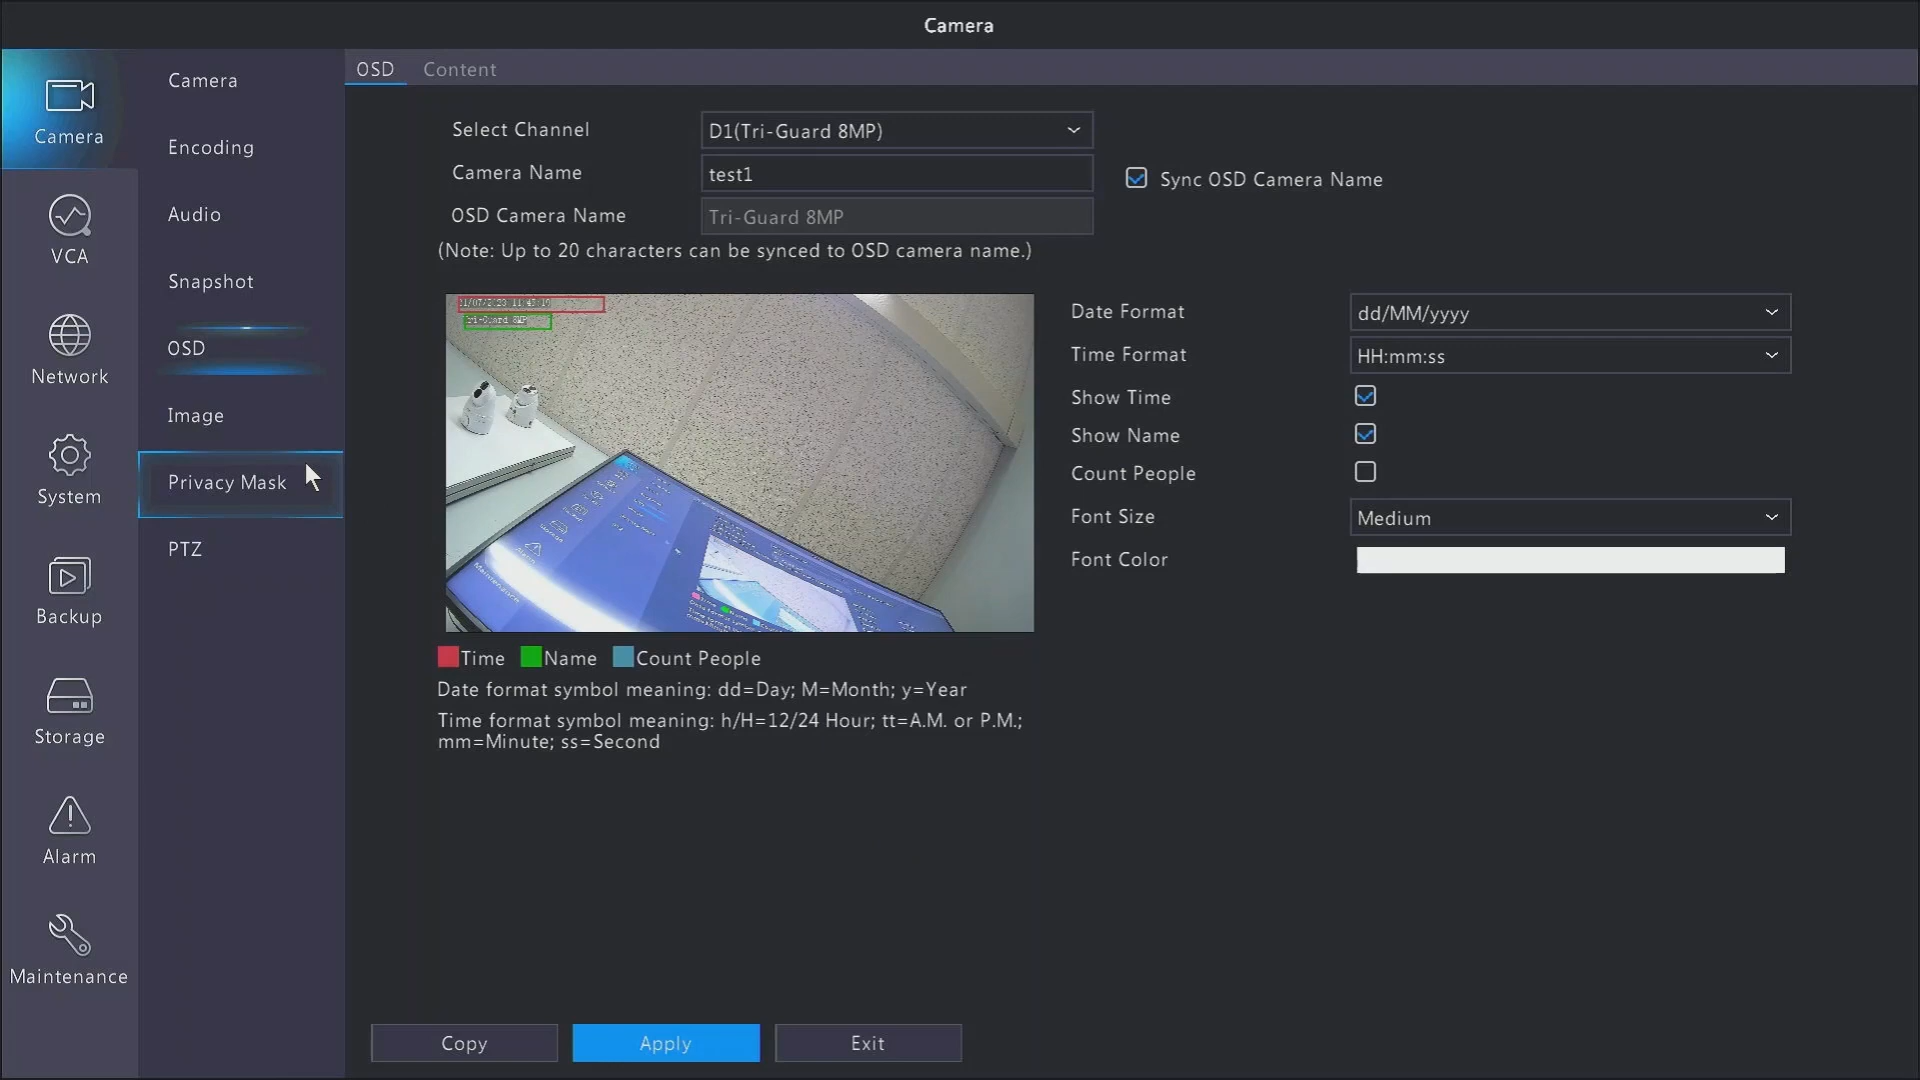 Camera
Camera
VCA
Network
System
Backup
Storage
Alarm
Maintenance
Camera
Encoding
Audio
Snapshot
OSD
Image
Privacy Mask
PTZ
OSD Content
Select Channel D1(Tri-Guard 8MP)
Camera Name test1 Sync OSD Camera Name
OSD Camera Name Tri-Guard 8MP
(Note: Up to 20 characters can be synced to OSD camera name.)
Tri-Guard 8MP
Time Name Count People
Date format symbol meaning: dd=Day; M=Month; y=Year
Time format symbol meaning: h/H=12/24 Hour; tt=A.M. or P.M.;
mm=Minute; ss=Second
Date Format dd/MM/yyyy
Time Format HH:mm:ss
Show Time
Show Name
Count People
Font Size Medium
Font Color
Copy Apply Exit